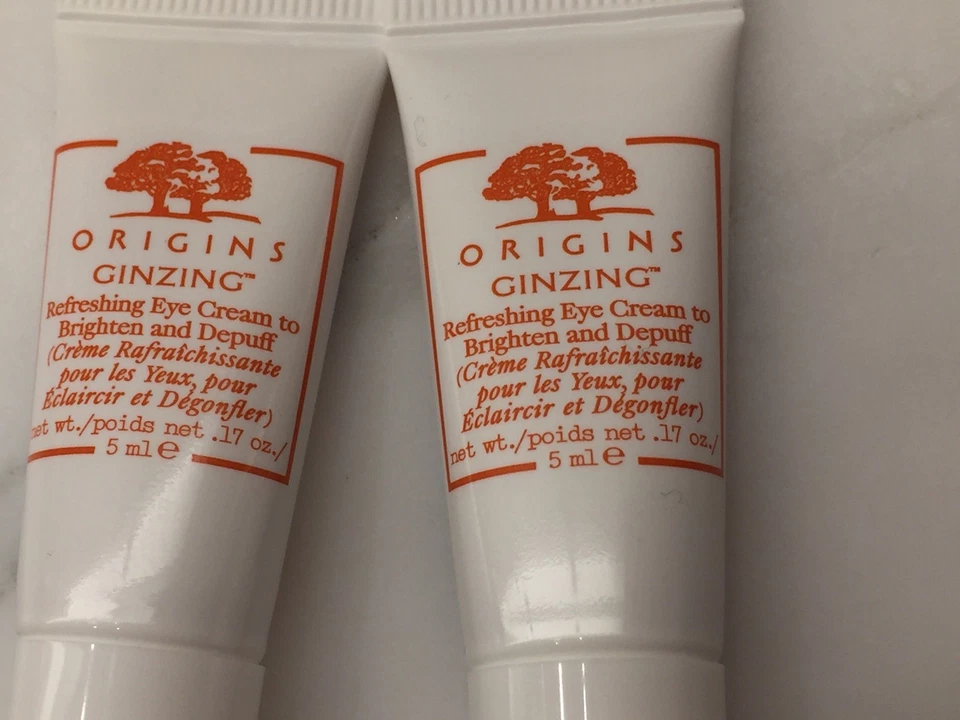 ORIGINS
GINZING™
Refreshing Eye Cream to
Brighten and Depuff
(Crème Rafraîchissante
pour les Yeux, pour
Éclaircir et Dégonfler)
net wt./poids net .17 oz./
5 ml e
ORIGINS
GINZING™
Refreshing Eye Cream to
Brighten and Depuff
(Crème Rafraîchissante
pour les Yeux, pour
Éclaircir et Dégonfler)
net wt./poids net .17 oz./
5 ml e